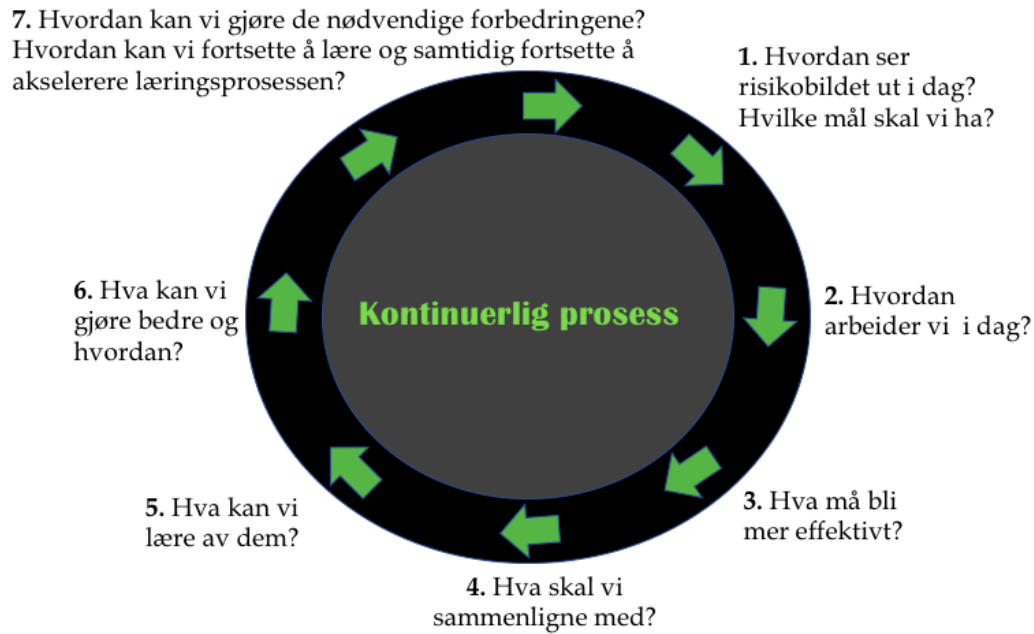 7. Hvordan kan vi gjøre de nødvendige forbedringene?
Hvordan kan vi fortsette å lære og samtidig fortsette å
akselerere læringsprosessen?
1. Hvordan ser
risikobildet ut i dag?
Hvilke mål skal vi ha?
2. Hvordan
arbeider vi i dag?
3. Hva må bli
mer effektivt?
4. Hva skal vi
sammenligne med?
5. Hva kan vi
lære av dem?
6. Hva kan vi
gjøre bedre og
hvordan?
Kontinuerlig prosess